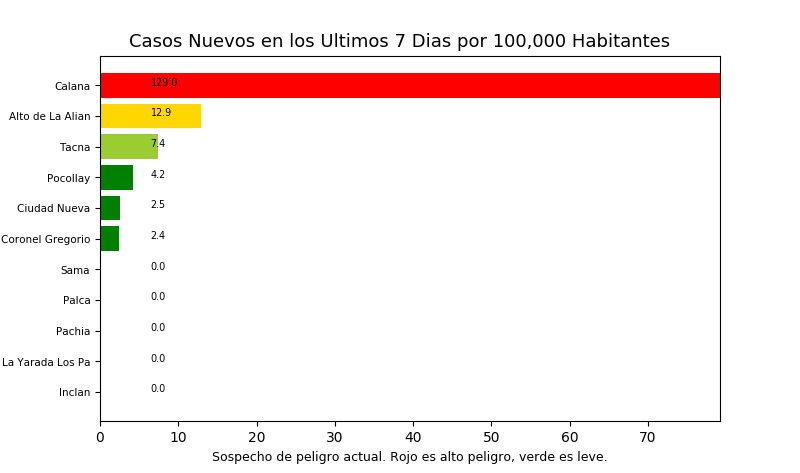 Casos Nuevos en los Ultimos 7 Dias por 100,000 Habitantes
Calana 129.0
Alto de La Alian 12.9
Tacna 7.4
Pocollay 4.2
Ciudad Nueva 2.5
Coronel Gregorio 2.4
Sama 0.0
Palca 0.0
Pachia 0.0
La Yarada Los Pa 0.0
Inclan 0.0
0 10 20 30 40 50 60 70
Sospecho de peligro actual. Rojo es alto peligro, verde es leve.